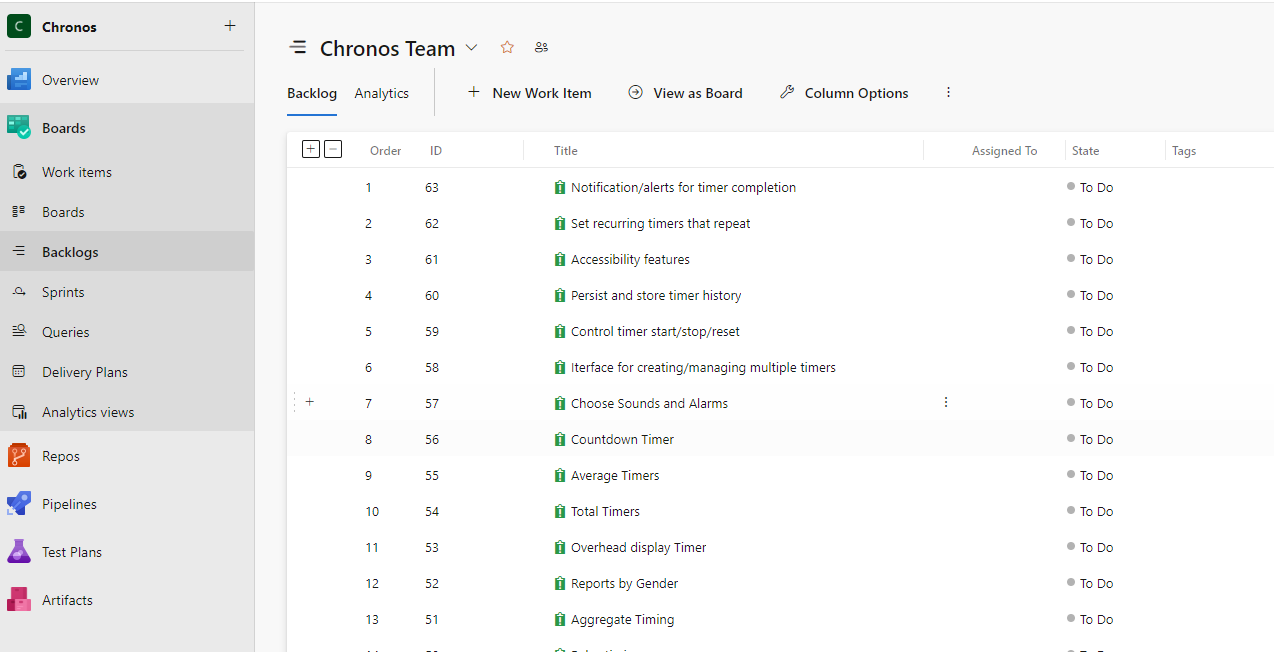 C Chronos
Overview
Boards
Work items
Boards
Backlogs
Sprints
Queries
Delivery Plans
Analytics views
Repos
Pipelines
Test Plans
Artifacts
Chronos Team
Backlog Analytics New Work Item View as Board Column Options
Order ID Title Assigned To State Tags
1 63 Notification/alerts for timer completion To Do
2 62 Set recurring timers that repeat To Do
3 61 Accessibility features To Do
4 60 Persist and store timer history To Do
5 59 Control timer start/stop/reset To Do
6 58 Iterface for creating/managing multiple timers To Do
7 57 Choose Sounds and Alarms To Do
8 56 Countdown Timer To Do
9 55 Average Timers To Do
10 54 Total Timers To Do
11 53 Overhead display Timer To Do
12 52 Reports by Gender To Do
13 51 Aggregate Timing To Do